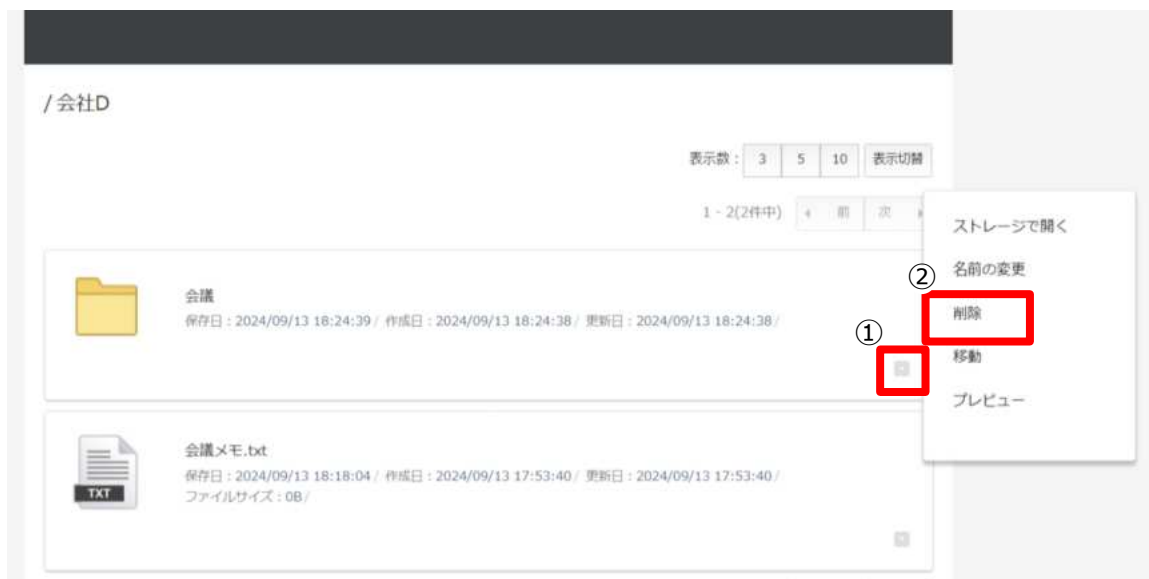 / 会社D
表示数： 3 5 10 表示切替
1 - 2(2件中) 前 次
ストレージで開く
名前の変更
②
削除
①
移動
プレビュー
会議
保存日：2024/09/13 18:24:39 / 作成日：2024/09/13 18:24:38 / 更新日：2024/09/13 18:24:38 /
会議メモ.txt
保存日：2024/09/13 18:18:04 / 作成日：2024/09/13 17:53:40 / 更新日：2024/09/13 17:53:40 /
ファイルサイズ：0B /
TXT